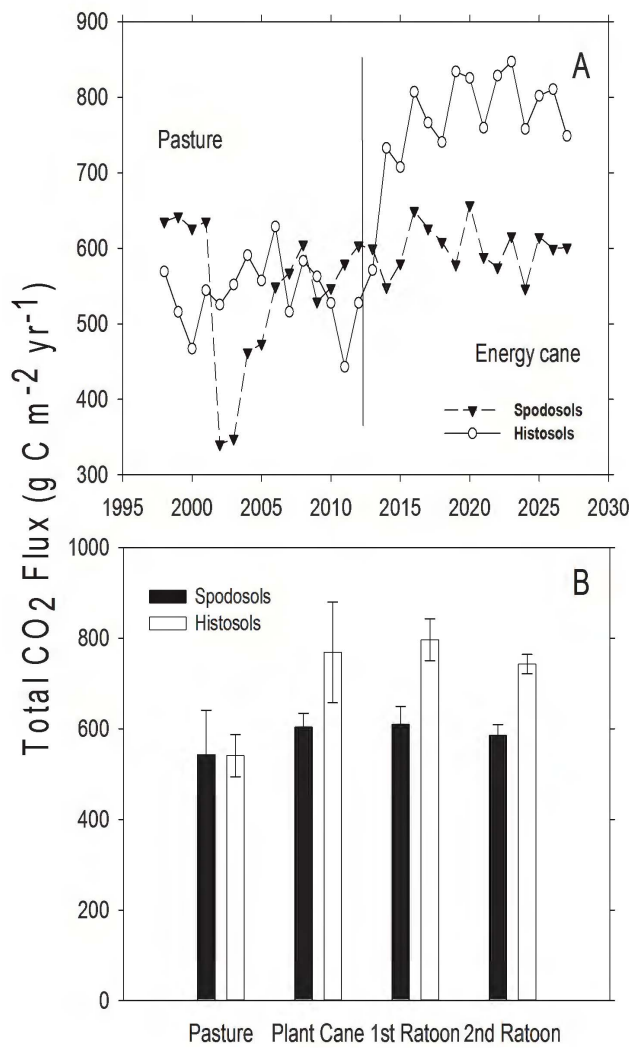 Total CO2 Flux (g C m-2 yr-1)
900
800
700
600
500
400
300
A
Pasture
Energy cane
Spodosols
Histosols
1995 2000 2005 2010 2015 2020 2025 2030
1000
800
600
400
200
0
B
Spodosols
Histosols
Pasture Plant Cane 1st Ratoon 2nd Ratoon